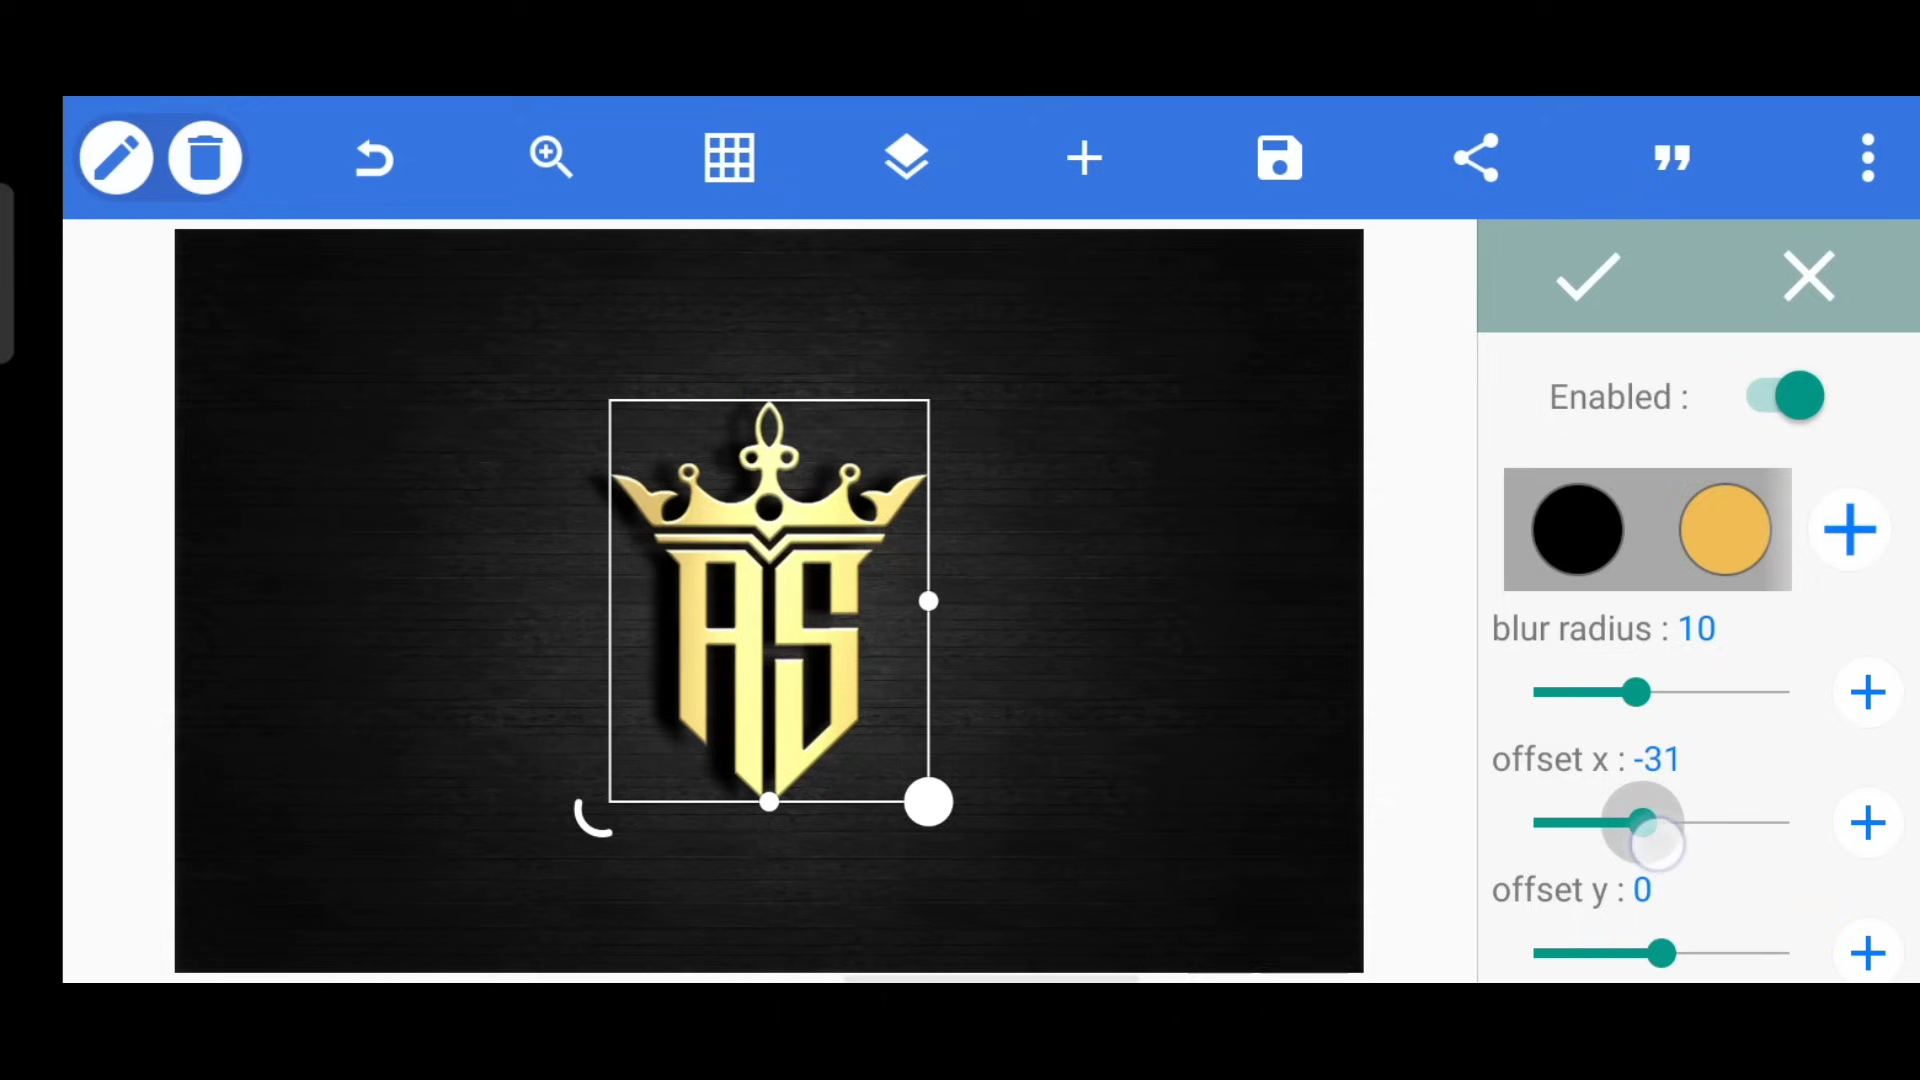 AS
Enabled :
blur radius : 10
offset x : -31
offset y : 0